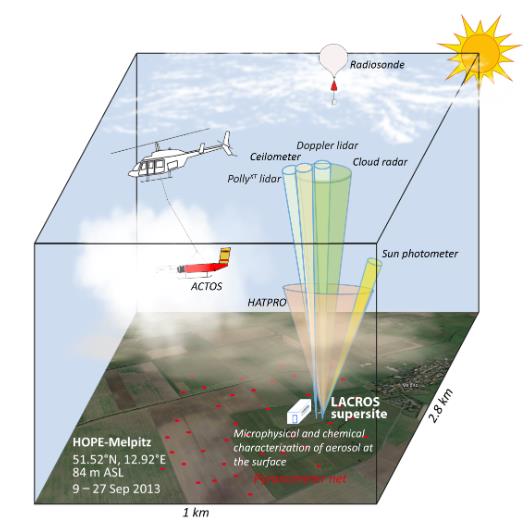 Radiosonde
Doppler lidar
Ceilometer
Cloud radar
Polly^XT lidar
Sun photometer
ACTOS
HATPRO
Melpitz
LACROS
supersite
2.8 km
HOPE-Melpitz
51.52°N, 12.92°E
84 m ASL
9 – 27 Sep 2013
Microphysical and chemical
characterization of aerosol at
the surface
Pyranometer net
1 km